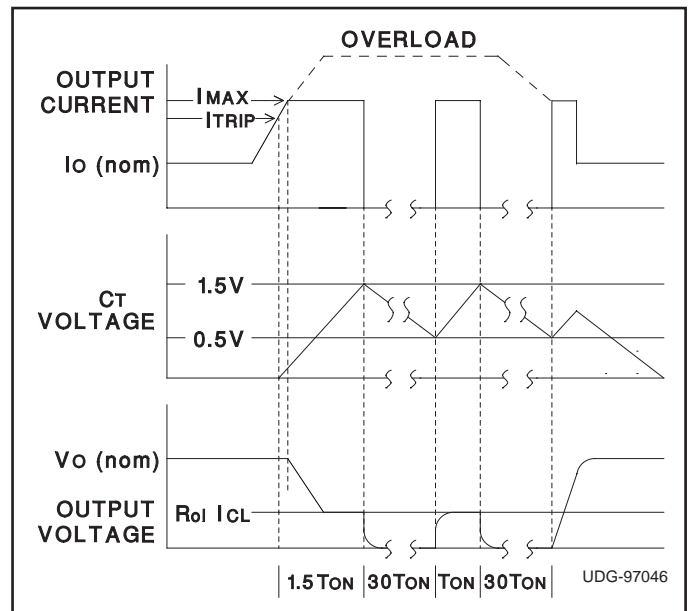 OVERLOAD
OUTPUT
CURRENT
IMAX
ITRIP
IO (nom)
CT
VOLTAGE
1.5V
0.5V
VO (nom)
OUTPUT
VOLTAGE
Rol ICL
1.5 TON 30TON TON 30TON
UDG-97046